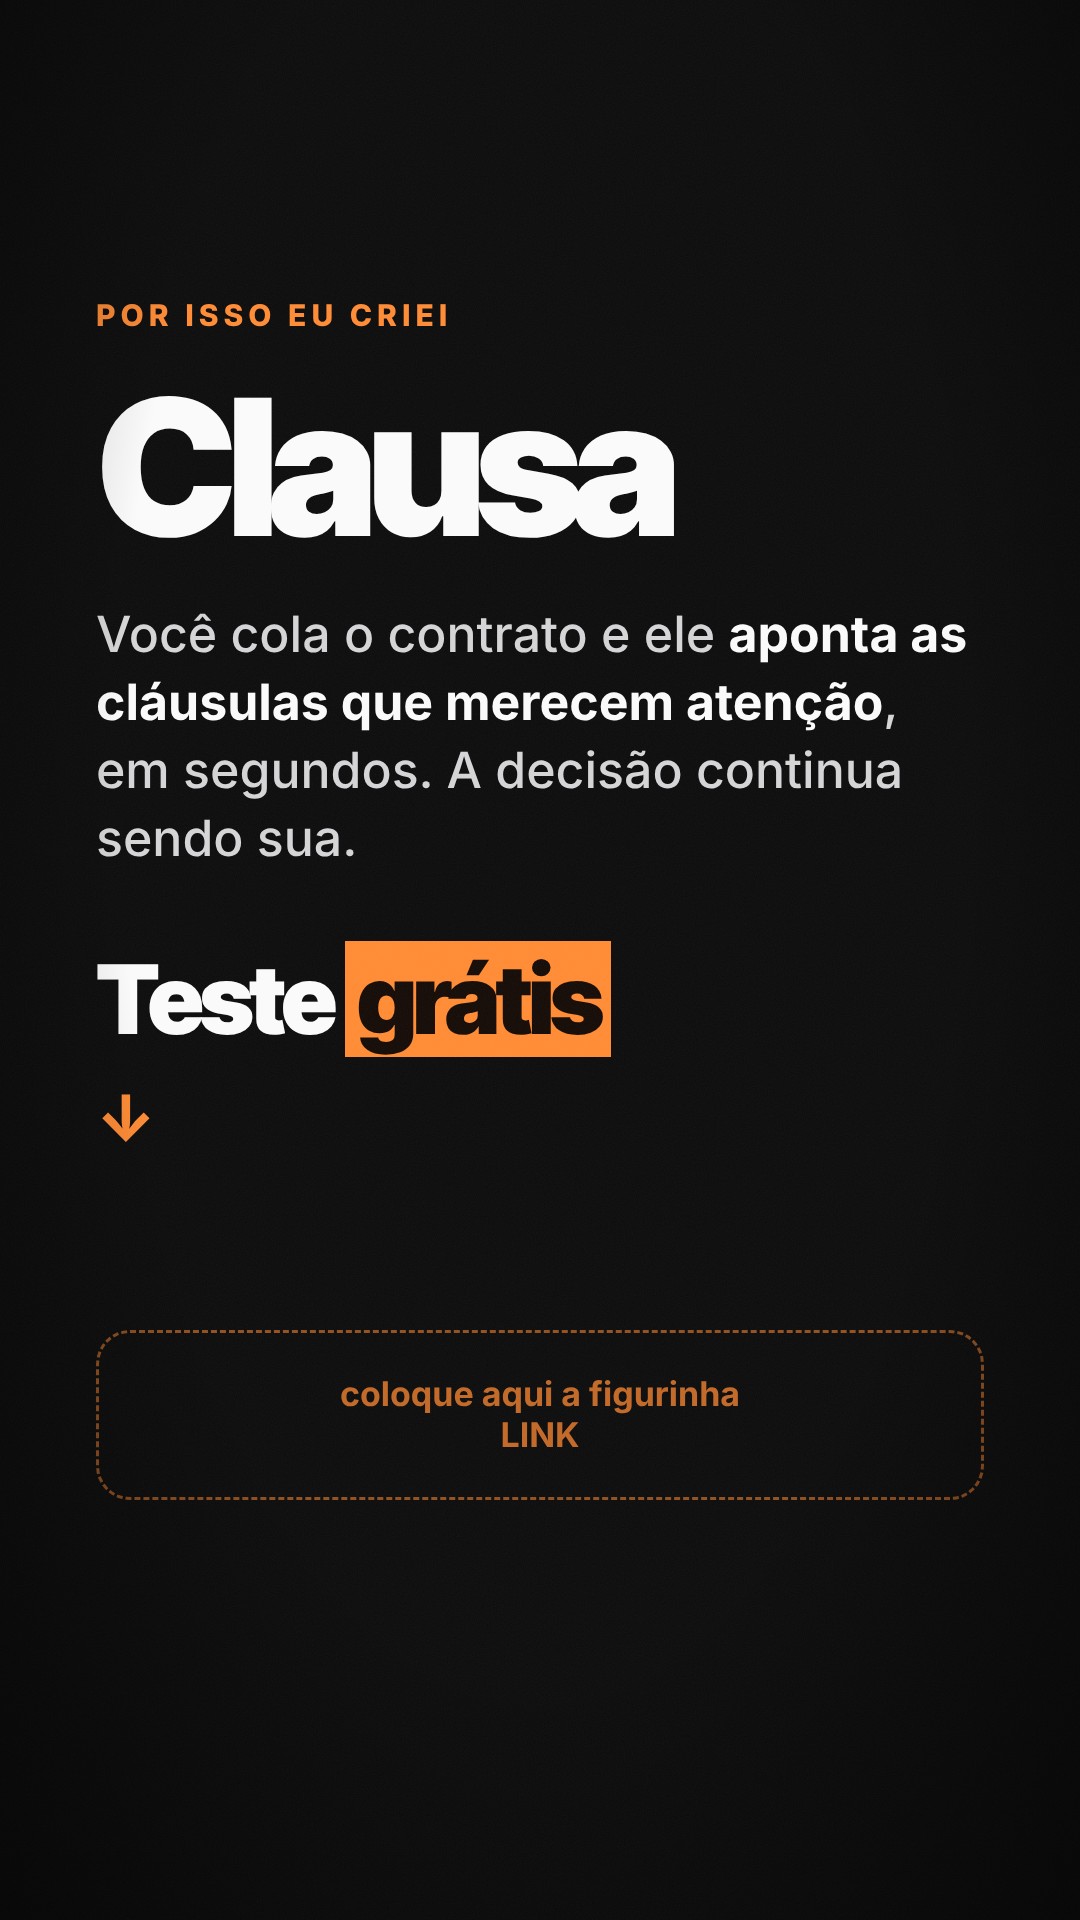 POR ISSO EU CRIEI
Clausa
Você cola o contrato e ele aponta as
cláusulas que merecem atenção,
em segundos. A decisão continua
sendo sua.
Teste grátis
↓
coloque aqui a figurinha
LINK